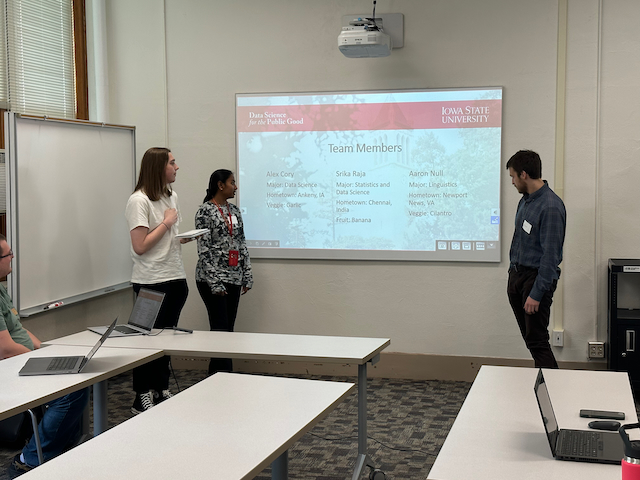 Data Science
for the Public Good
IOWA STATE
UNIVERSITY
Team Members
Alex Cory
Major: Data Science
Hometown: Ankeny, IA
Veggie: Garlic
Srika Raja
Major: Statistics and
Data Science
Hometown: Chennai,
India
Fruit: Banana
Aaron Null
Major: Linguistics
Hometown: Newport
News, VA
Veggie: Cilantro